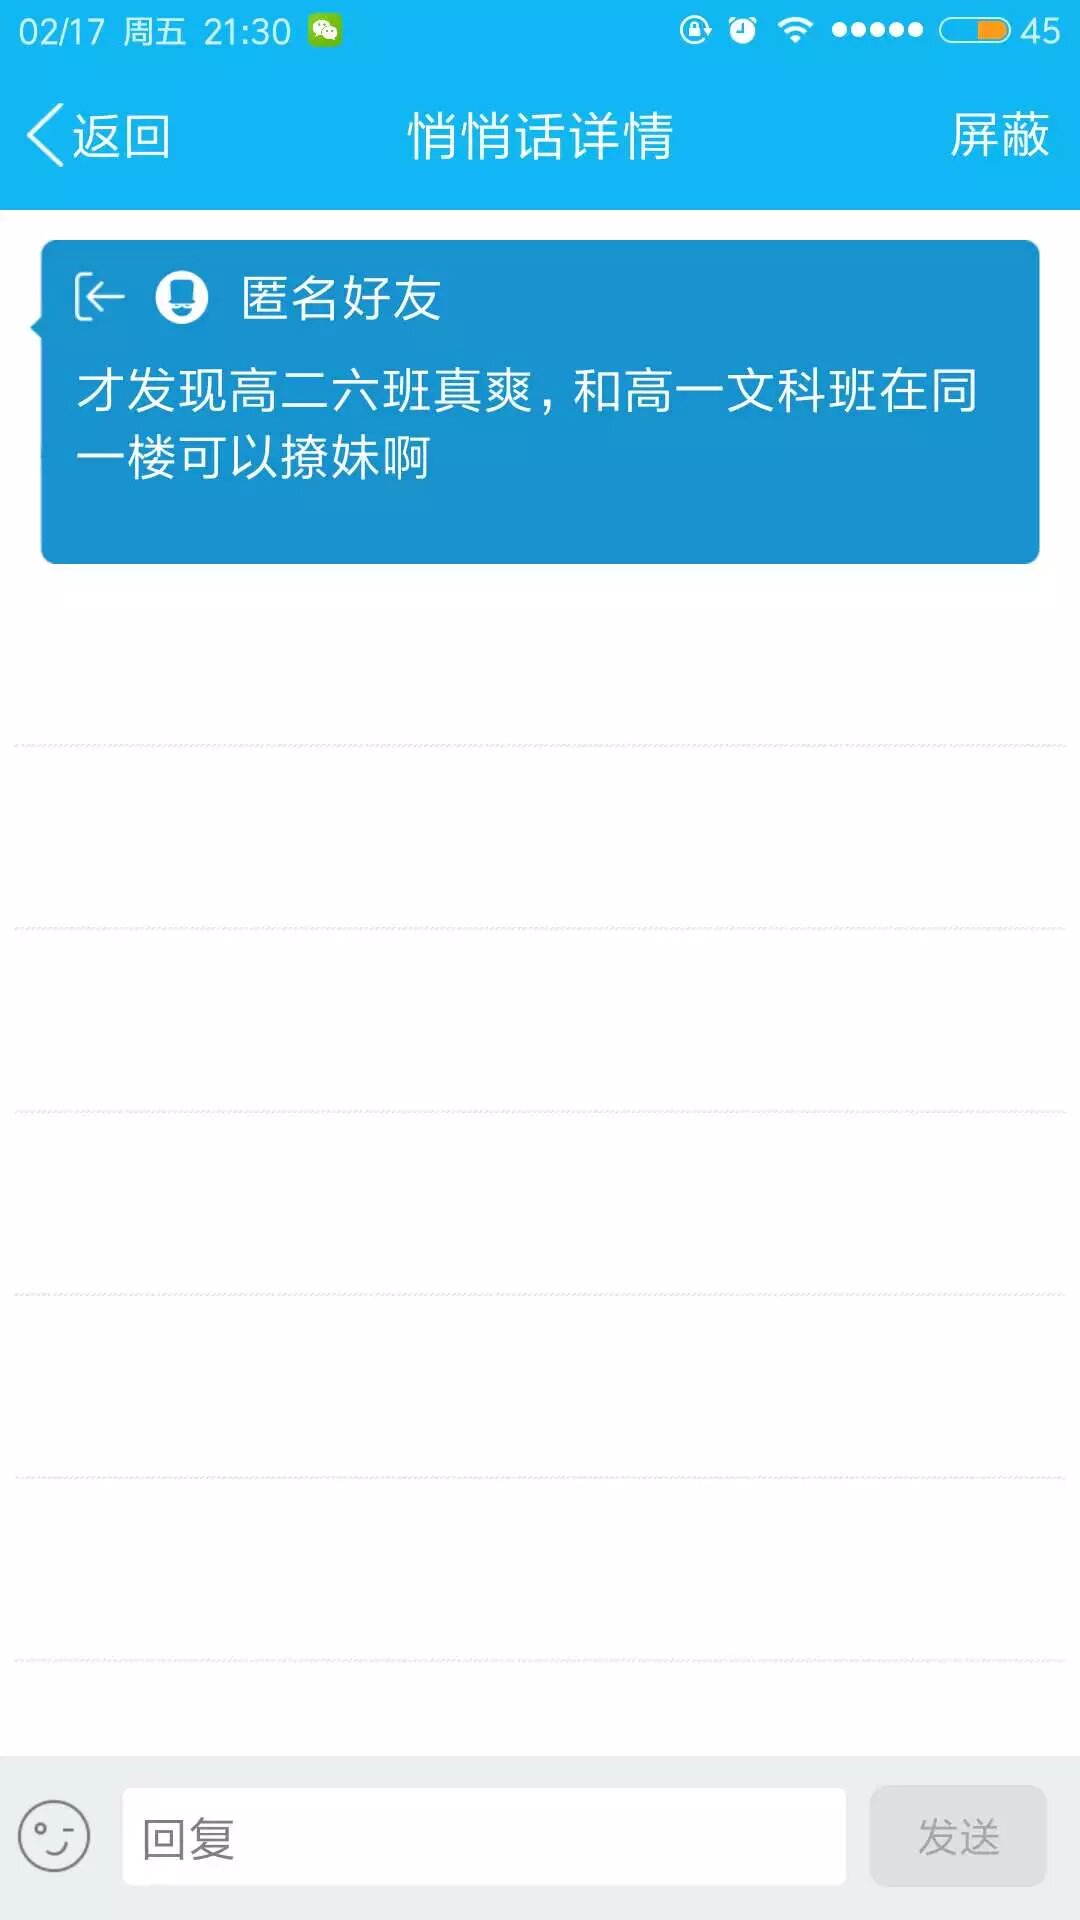 02/17 周五 21:30 45
返回 悄悄话详情 屏蔽
匿名好友
才发现高二六班真爽，和高一文科班在同
一楼可以撩妹啊
回复 发送